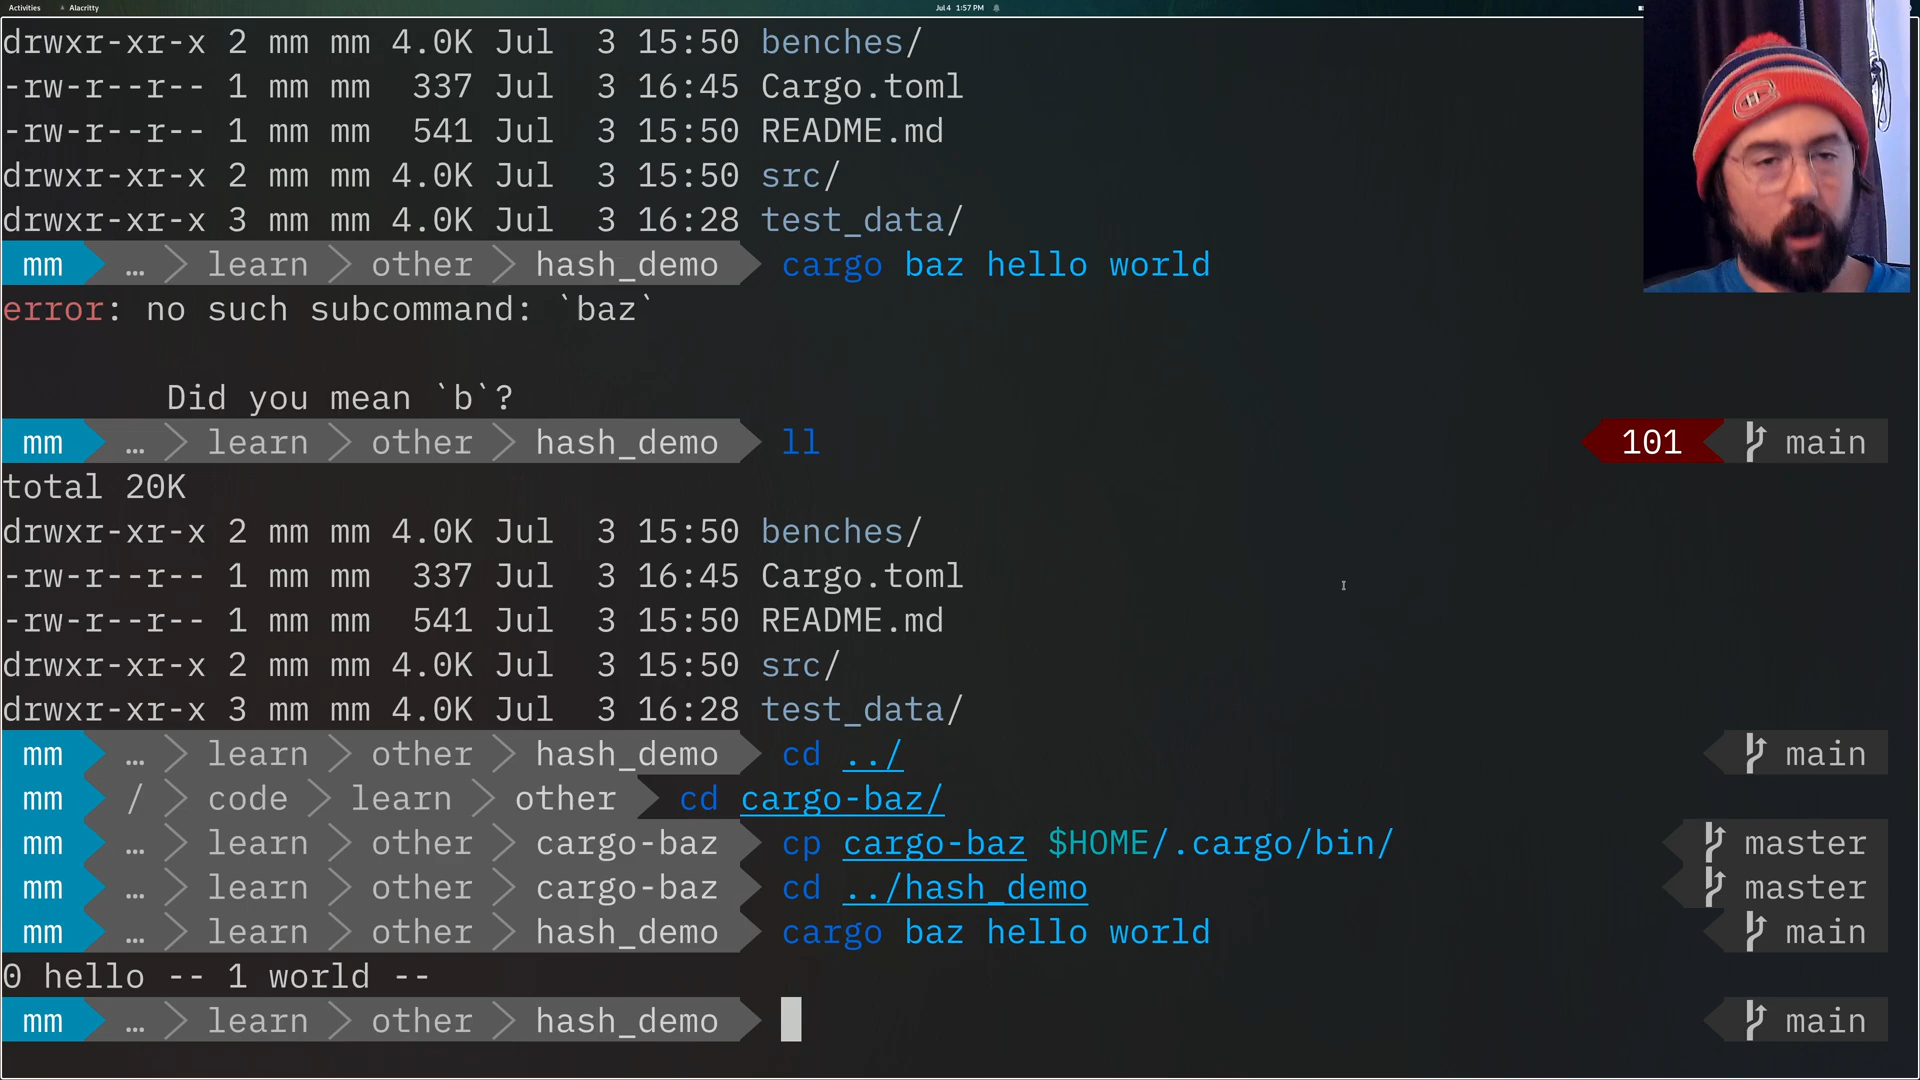 Activities Alacritty Jul 4 1:57 PM
drwxr-xr-x 2 mm mm 4.0K Jul  3 15:50 benches/
-rw-r--r-- 1 mm mm  337 Jul  3 16:45 Cargo.toml
-rw-r--r-- 1 mm mm  541 Jul  3 15:50 README.md
drwxr-xr-x 2 mm mm 4.0K Jul  3 15:50 src/
drwxr-xr-x 3 mm mm 4.0K Jul  3 16:28 test_data/
mm … learn other hash_demo cargo baz hello world
error: no such subcommand: `baz`
Did you mean `b`?
mm … learn other hash_demo ll 101 main
total 20K
drwxr-xr-x 2 mm mm 4.0K Jul  3 15:50 benches/
-rw-r--r-- 1 mm mm  337 Jul  3 16:45 Cargo.toml
-rw-r--r-- 1 mm mm  541 Jul  3 15:50 README.md
drwxr-xr-x 2 mm mm 4.0K Jul  3 15:50 src/
drwxr-xr-x 3 mm mm 4.0K Jul  3 16:28 test_data/
mm … learn other hash_demo cd ../ main
mm / code learn other cd cargo-baz/
mm … learn other cargo-baz cp cargo-baz $HOME/.cargo/bin/ master
mm … learn other cargo-baz cd ../hash_demo master
mm … learn other hash_demo cargo baz hello world main
0 hello -- 1 world --
mm … learn other hash_demo main